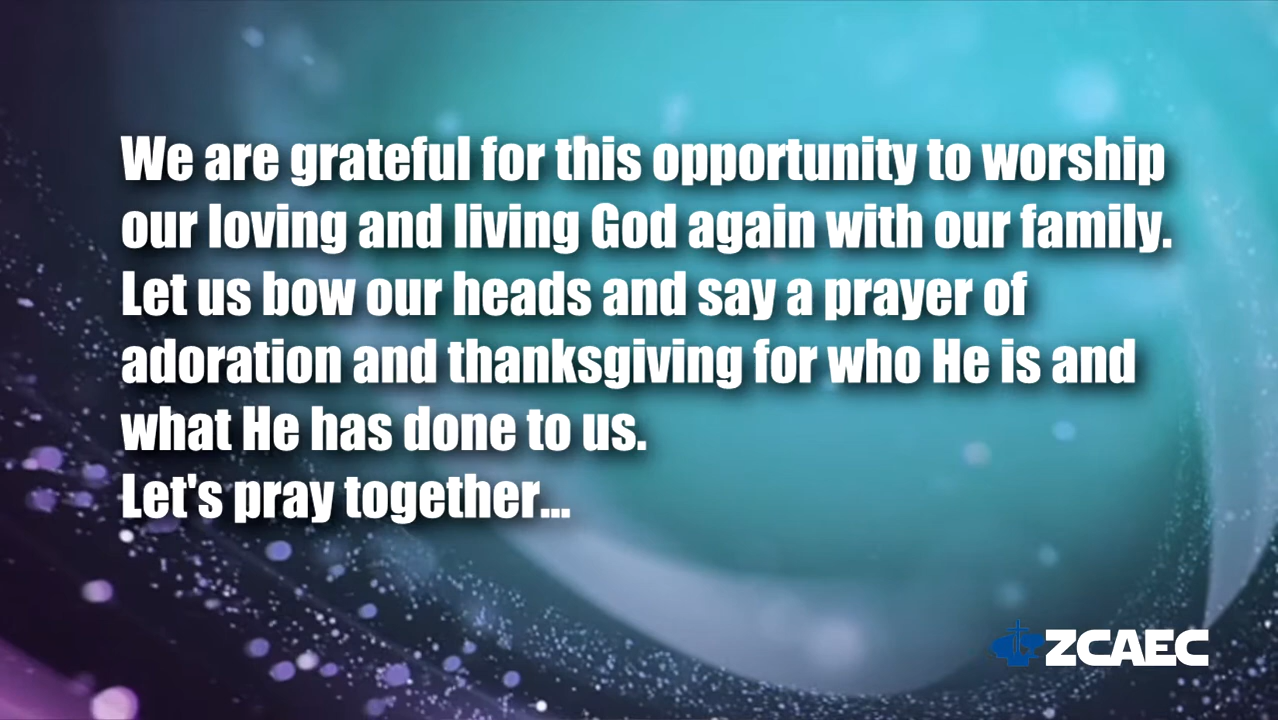 We are grateful for this opportunity to worship
our loving and living God again with our family.
Let us bow our heads and say a prayer of
adoration and thanksgiving for who He is and
what He has done to us.
Let's pray together...
ZCAEC